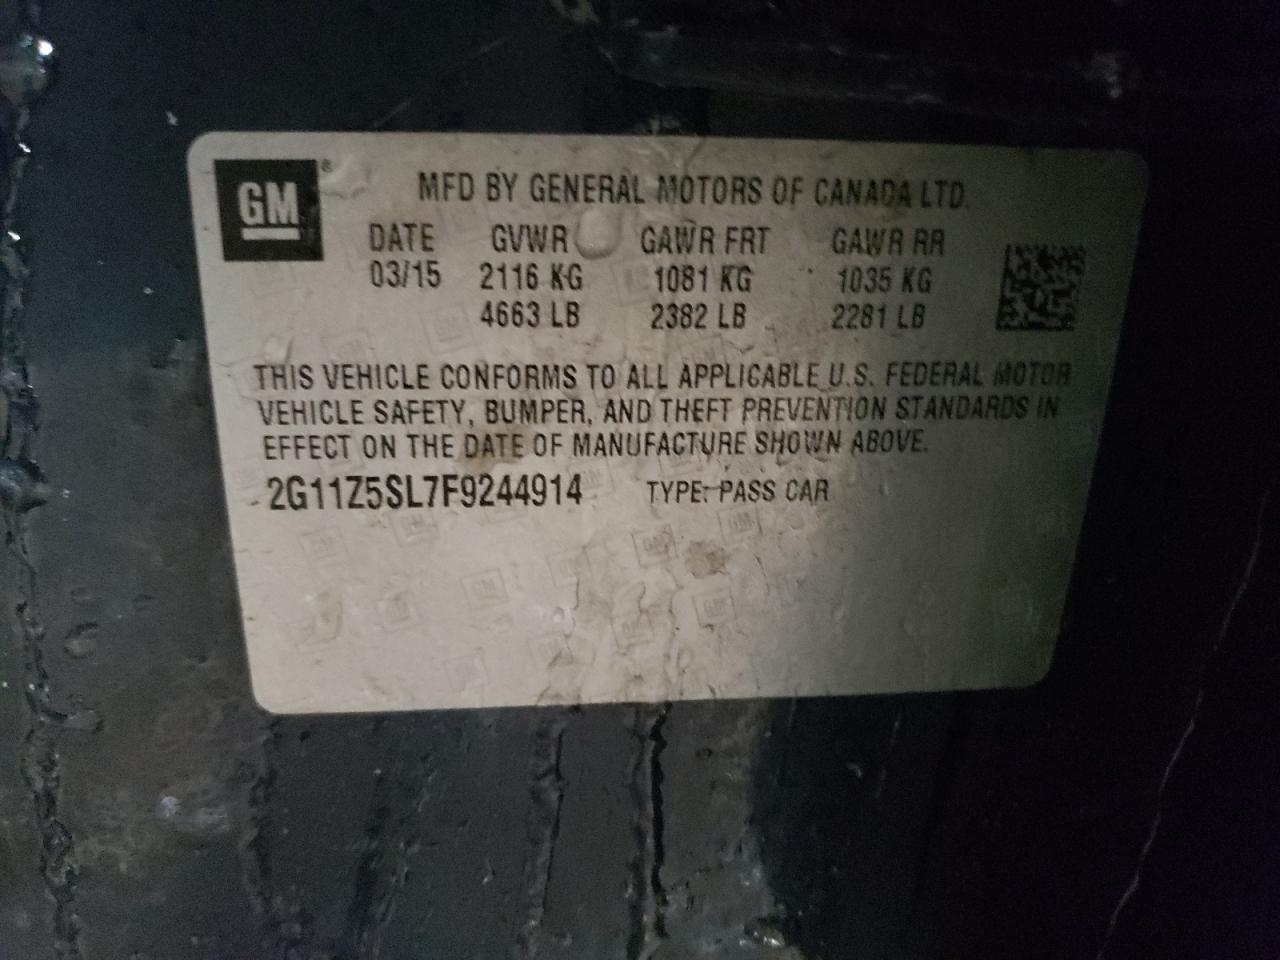 GM®
MFD BY GENERAL MOTORS OF CANADA LTD.
DATE GVWR GAWR FRT GAWR RR
03/15 2116 KG 1081 KG 1035 KG
4663 LB 2382 LB 2281 LB
THIS VEHICLE CONFORMS TO ALL APPLICABLE U.S. FEDERAL MOTOR
VEHICLE SAFETY, BUMPER, AND THEFT PREVENTION STANDARDS IN
EFFECT ON THE DATE OF MANUFACTURE SHOWN ABOVE.
2G11Z5SL7F9244914 TYPE: PASS CAR